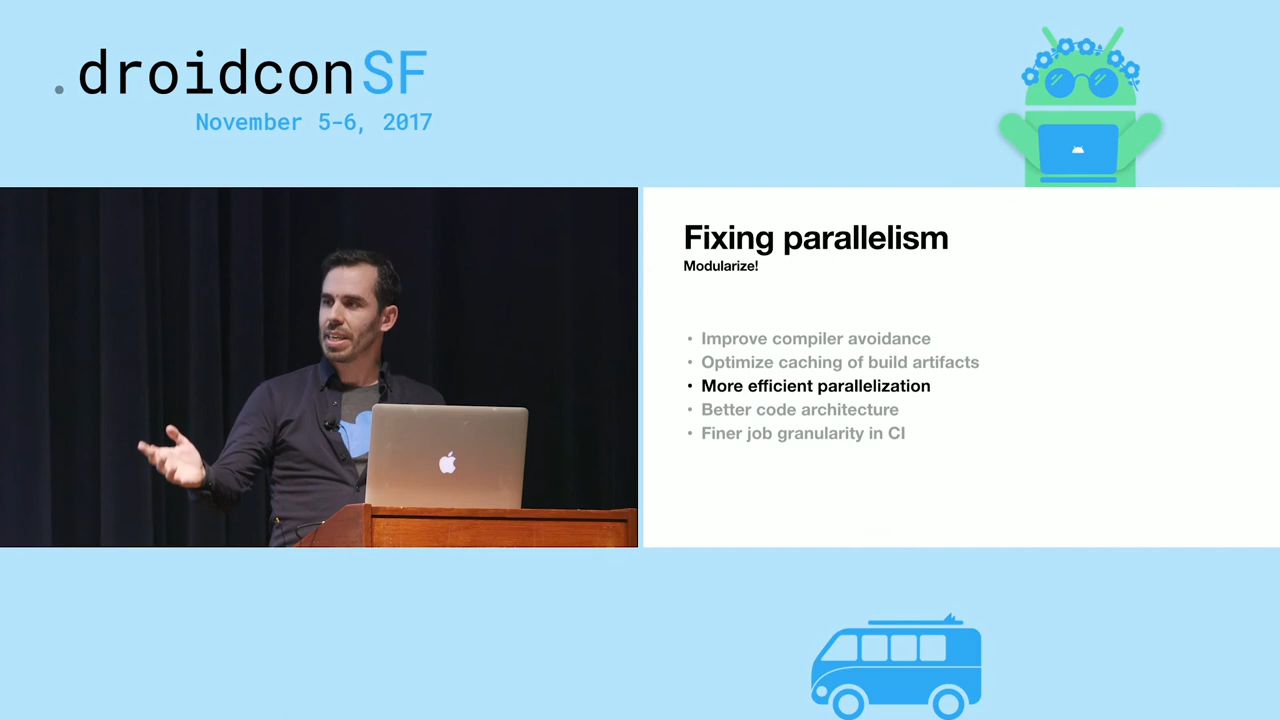 .droidconSF
November 5-6, 2017
Fixing parallelism
Modularize!
• Improve compiler avoidance
• Optimize caching of build artifacts
• More efficient parallelization
• Better code architecture
• Finer job granularity in CI